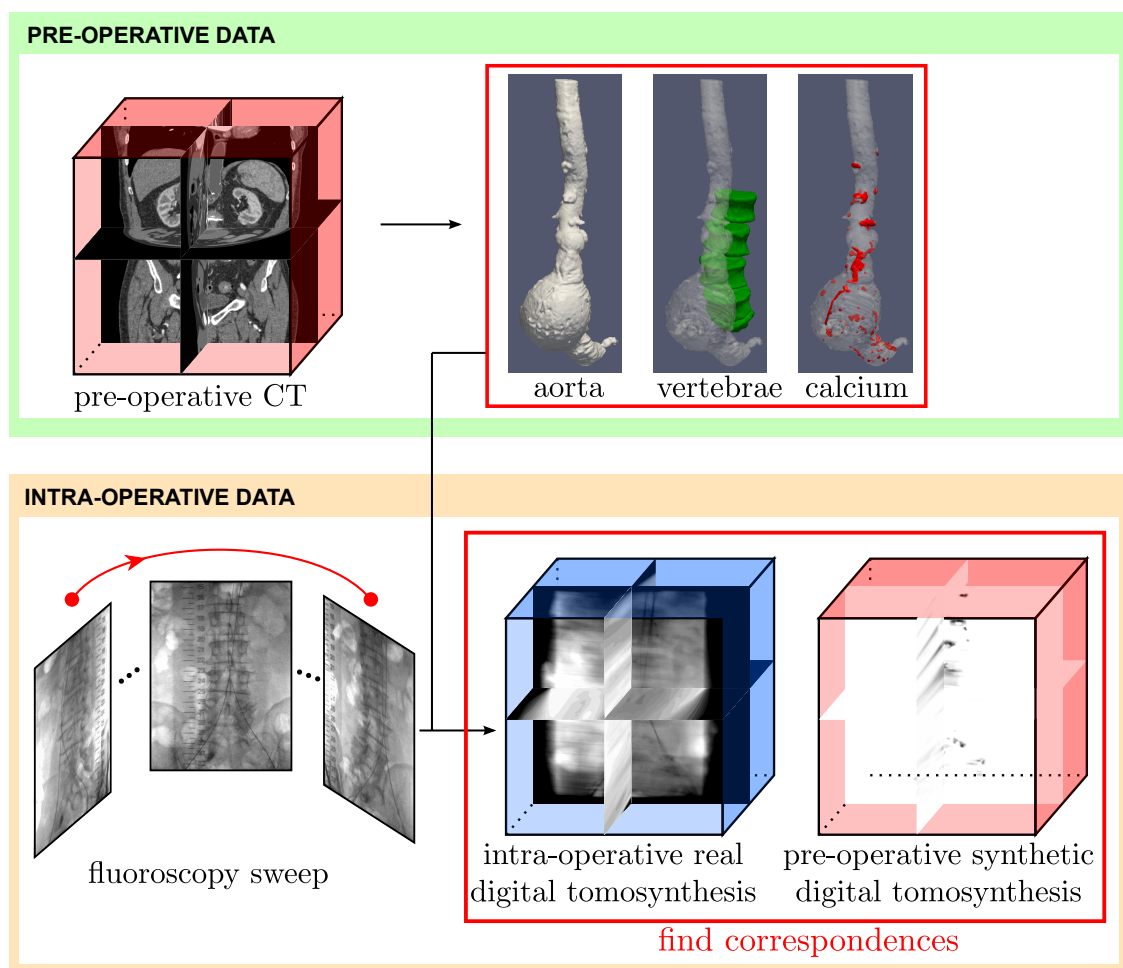 PRE-OPERATIVE DATA
pre-operative CT
aorta
vertebrae
calcium
INTRA-OPERATIVE DATA
fluoroscopy sweep
intra-operative real
digital tomosynthesis
pre-operative synthetic
digital tomosynthesis
find correspondences